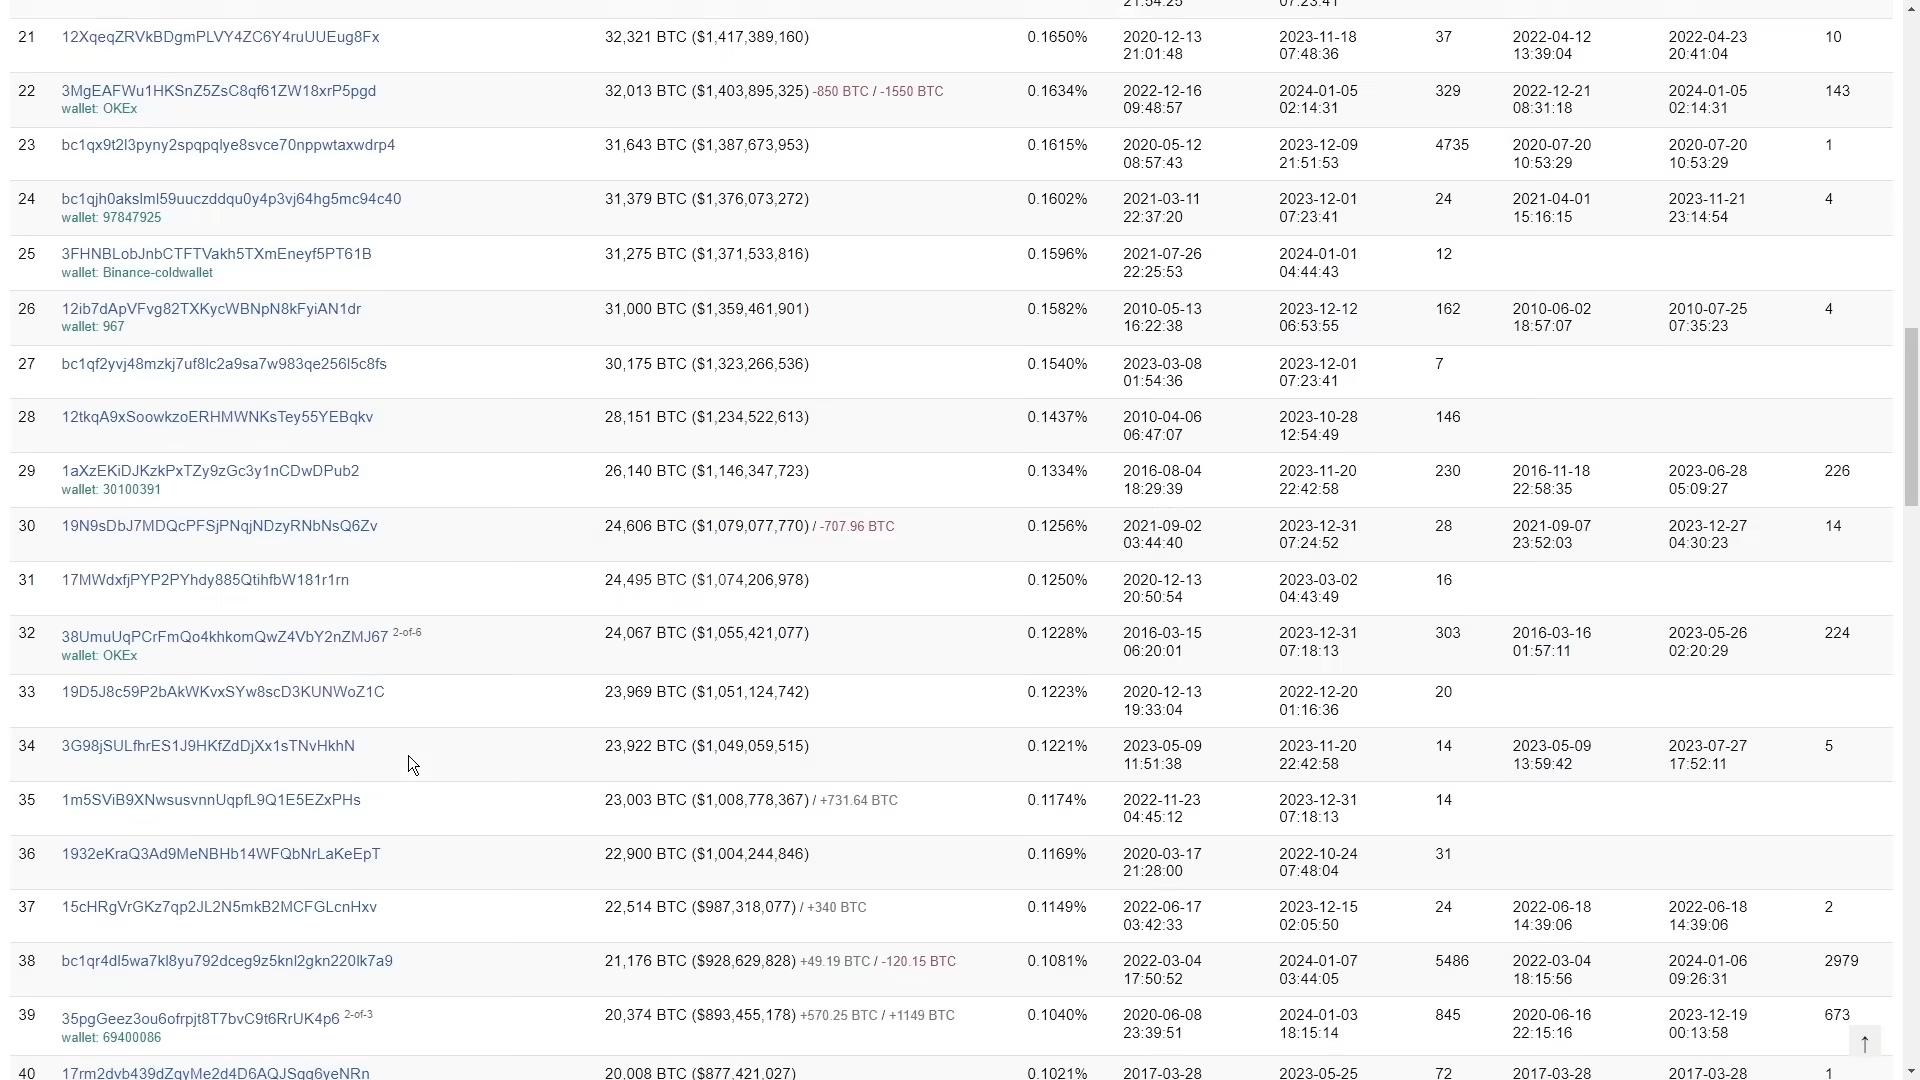 21:54:25 07:23:41
21 12XqeqZRVkBDgmPLVY4ZC6Y4ruUUEug8Fx 32,321 BTC ($1,417,389,160) 0.1650% 2020-12-13 2023-11-18 37 2022-04-12 2022-04-23 10
21:01:48 07:48:36 13:39:04 20:41:04
22 3MgEAFWu1HKSnZ5ZsC8qf61ZW18xrP5pgd 32,013 BTC ($1,403,895,325) -850 BTC / -1550 BTC 0.1634% 2022-12-16 2024-01-05 329 2022-12-21 2024-01-05 143
wallet: OKEx 09:48:57 02:14:31 08:31:18 02:14:31
23 bc1qx9t2l3pyny2spqpqlye8svce70nppwtaxwdrp4 31,643 BTC ($1,387,673,953) 0.1615% 2020-05-12 2023-12-09 4735 2020-07-20 2020-07-20 1
08:57:43 21:51:53 10:53:29 10:53:29
24 bc1qjh0akslml59uuczddqu0y4p3vj64hg5mc94c40 31,379 BTC ($1,376,073,272) 0.1602% 2021-03-11 2023-12-01 24 2021-04-01 2023-11-21 4
wallet: 97847925 22:37:20 07:23:41 15:16:15 23:14:54
25 3FHNBLobJnbCTFTVakh5TXmEneyf5PT61B 31,275 BTC ($1,371,533,816) 0.1596% 2021-07-26 2024-01-01 12
wallet: Binance-coldwallet 22:25:53 04:44:43
26 12ib7dApVFvg82TXKycWBNpN8kFyiAN1dr 31,000 BTC ($1,359,461,901) 0.1582% 2010-05-13 2023-12-12 162 2010-06-02 2010-07-25 4
wallet: 967 16:22:38 06:53:55 18:57:07 07:35:23
27 bc1qf2yvj48mzkj7uf8lc2a9sa7w983qe256l5c8fs 30,175 BTC ($1,323,266,536) 0.1540% 2023-03-08 2023-12-01 7
01:54:36 07:23:41
28 12tkqA9xSoowkzoERHMWNKsTey55YEBqkv 28,151 BTC ($1,234,522,613) 0.1437% 2010-04-06 2023-10-28 146
06:47:07 12:54:49
29 1aXzEKiDJKzkPxTZy9zGc3y1nCDwDPub2 26,140 BTC ($1,146,347,723) 0.1334% 2016-08-04 2023-11-20 230 2016-11-18 2023-06-28 226
wallet: 30100391 18:29:39 22:42:58 22:58:35 05:09:27
30 19N9sDbJ7MDQcPFSjPNqjNDzyRNbNsQ6Zv 24,606 BTC ($1,079,077,770) / -707.96 BTC 0.1256% 2021-09-02 2023-12-31 28 2021-09-07 2023-12-27 14
03:44:40 07:24:52 23:52:03 04:30:23
31 17MWdxfjPYP2PYhdy885QtihfbW181r1rn 24,495 BTC ($1,074,206,978) 0.1250% 2020-12-13 2023-03-02 16
20:50:54 04:43:49
32 38UmuUqPCrFmQo4khkomQwZ4VbY2nZMJ67 2-of-6 24,067 BTC ($1,055,421,077) 0.1228% 2016-03-15 2023-12-31 303 2016-03-16 2023-05-26 224
wallet: OKEx 06:20:01 07:18:13 01:57:11 02:20:29
33 19D5J8c59P2bAkWKvxSYw8scD3KUNWoZ1C 23,969 BTC ($1,051,124,742) 0.1223% 2020-12-13 2022-12-20 20
19:33:04 01:16:36
34 3G98jSULfhrES1J9HKfZdDjXx1sTNvHkhN 23,922 BTC ($1,049,059,515) 0.1221% 2023-05-09 2023-11-20 14 2023-05-09 2023-07-27 5
11:51:38 22:42:58 13:59:42 17:52:11
35 1m5SViB9XNwsusvnnUqpfL9Q1E5EZxPHs 23,003 BTC ($1,008,778,367) / +731.64 BTC 0.1174% 2022-11-23 2023-12-31 14
04:45:12 07:18:13
36 1932eKraQ3Ad9MeNBHb14WFQbNrLaKeEpT 22,900 BTC ($1,004,244,846) 0.1169% 2020-03-17 2022-10-24 31
21:28:00 07:48:04
37 15cHRgVrGKz7qp2JL2N5mkB2MCFGLcnHxv 22,514 BTC ($987,318,077) / +340 BTC 0.1149% 2022-06-17 2023-12-15 24 2022-06-18 2022-06-18 2
03:42:33 02:05:50 14:39:06 14:39:06
38 bc1qr4dl5wa7kl8yu792dceg9z5knl2gkn220lk7a9 21,176 BTC ($928,629,828) +49.19 BTC / -120.15 BTC 0.1081% 2022-03-04 2024-01-07 5486 2022-03-04 2024-01-06 2979
17:50:52 03:44:05 18:15:56 09:26:31
39 35pgGeez3ou6ofrpjt8T7bvC9t6RrUK4p6 2-of-3 20,374 BTC ($893,455,178) +570.25 BTC / +1149 BTC 0.1040% 2020-06-08 2024-01-03 845 2020-06-16 2023-12-19 673
wallet: 69400086 23:39:51 18:15:14 22:15:16 00:13:58
40 17rm2dvb439dZqyMe2d4D6AQJSgg6yeNRn 20,008 BTC ($877,421,027) 0.1021% 2017-03-28 2023-05-25 72 2017-03-28 2017-03-28 1